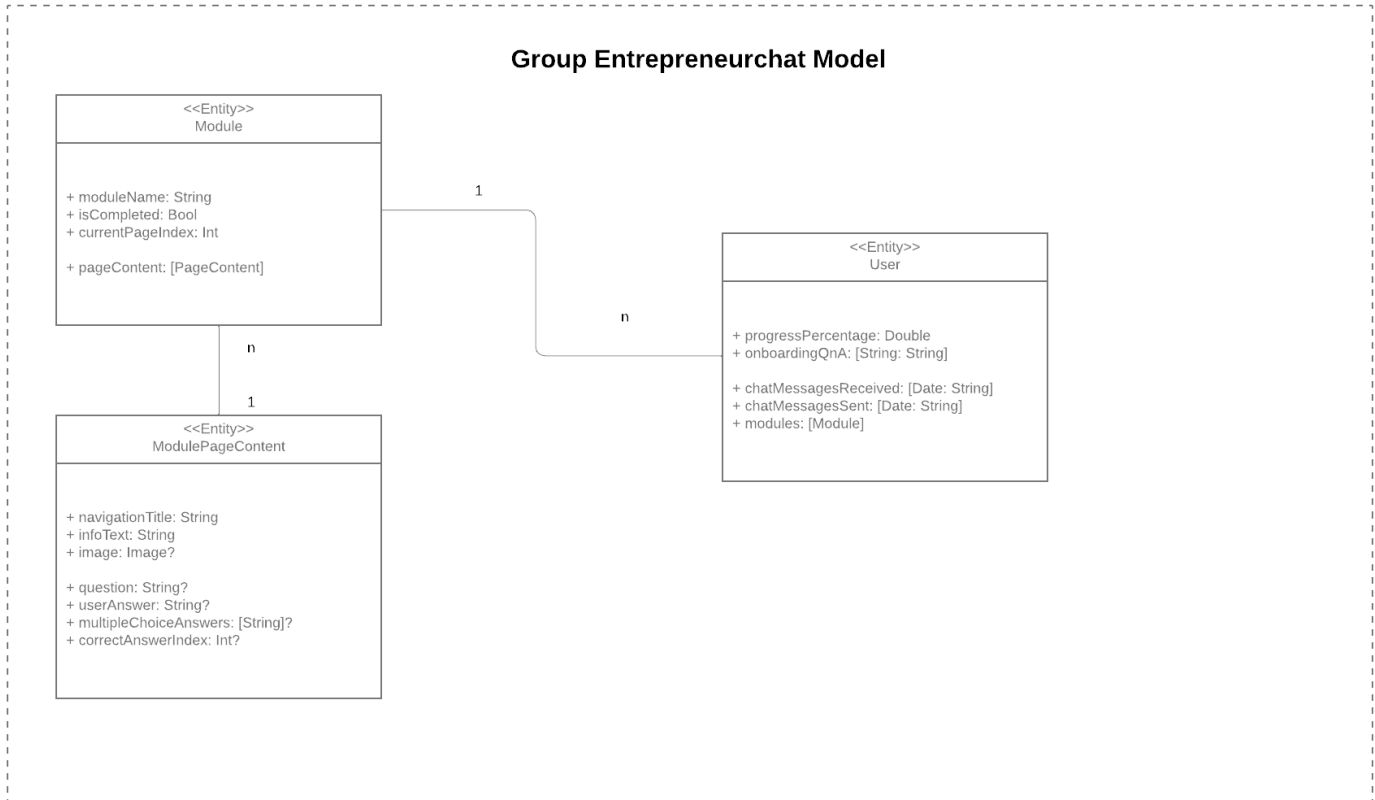 Group Entrepreneurchat Model
<<Entity>>
Module
+ moduleName: String
+ isCompleted: Bool
+ currentPageIndex: Int
+ pageContent: [PageContent]
1
n
<<Entity>>
User
+ progressPercentage: Double
+ onboardingQnA: [String: String]
+ chatMessagesReceived: [Date: String]
+ chatMessagesSent: [Date: String]
+ modules: [Module]
n
1
<<Entity>>
ModulePageContent
+ navigationTitle: String
+ infoText: String
+ image: Image?
+ question: String?
+ userAnswer: String?
+ multipleChoiceAnswers: [String]?
+ correctAnswerIndex: Int?